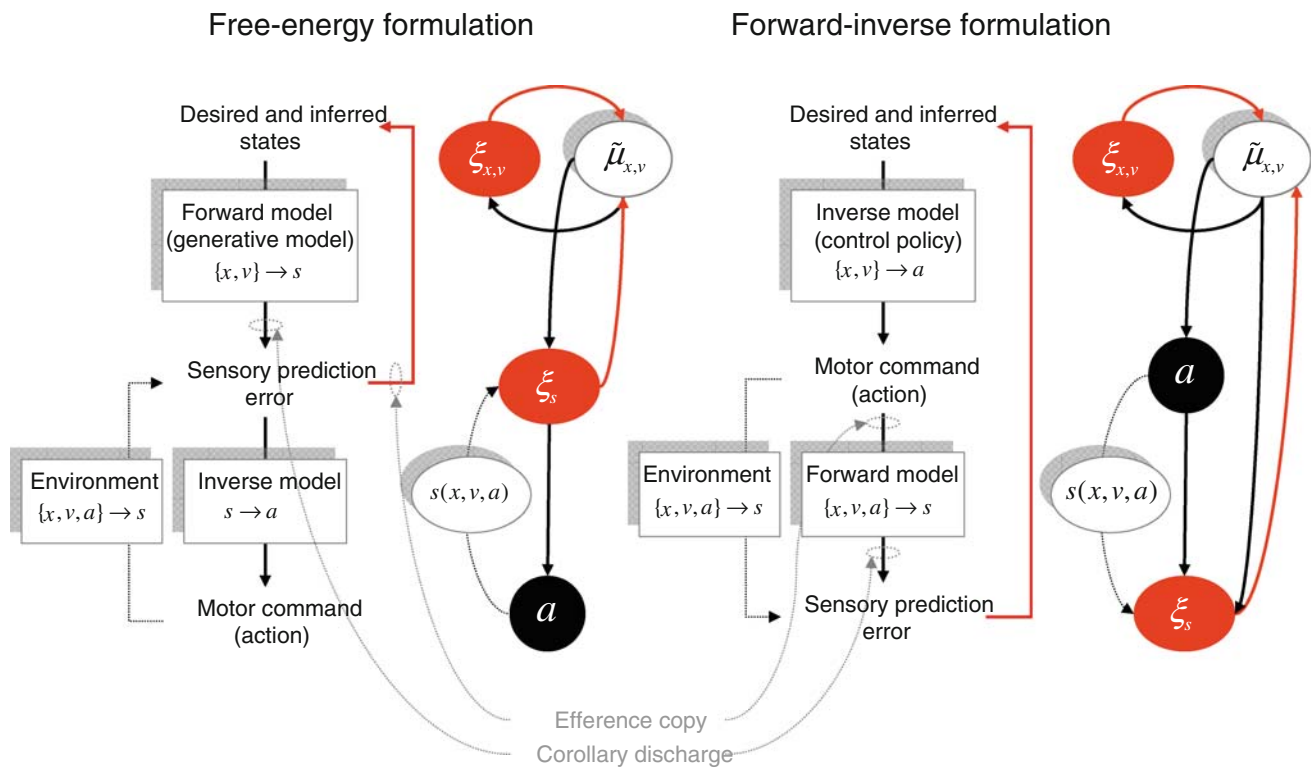 Free-energy formulation
Forward-inverse formulation
Desired and inferred
states
Forward model
(generative model)
{x, v} → s
Sensory prediction
error
Environment
{x, v, a} → s
Inverse model
s → a
Motor command
(action)
ξx,v
μ̃x,v
ξs
s(x, v, a)
a
Desired and inferred
states
Inverse model
(control policy)
{x, v} → a
Motor command
(action)
Environment
{x, v, a} → s
Forward model
{x, v, a} → s
Sensory prediction
error
ξx,v
μ̃x,v
a
s(x, v, a)
ξs
Efference copy
Corollary discharge